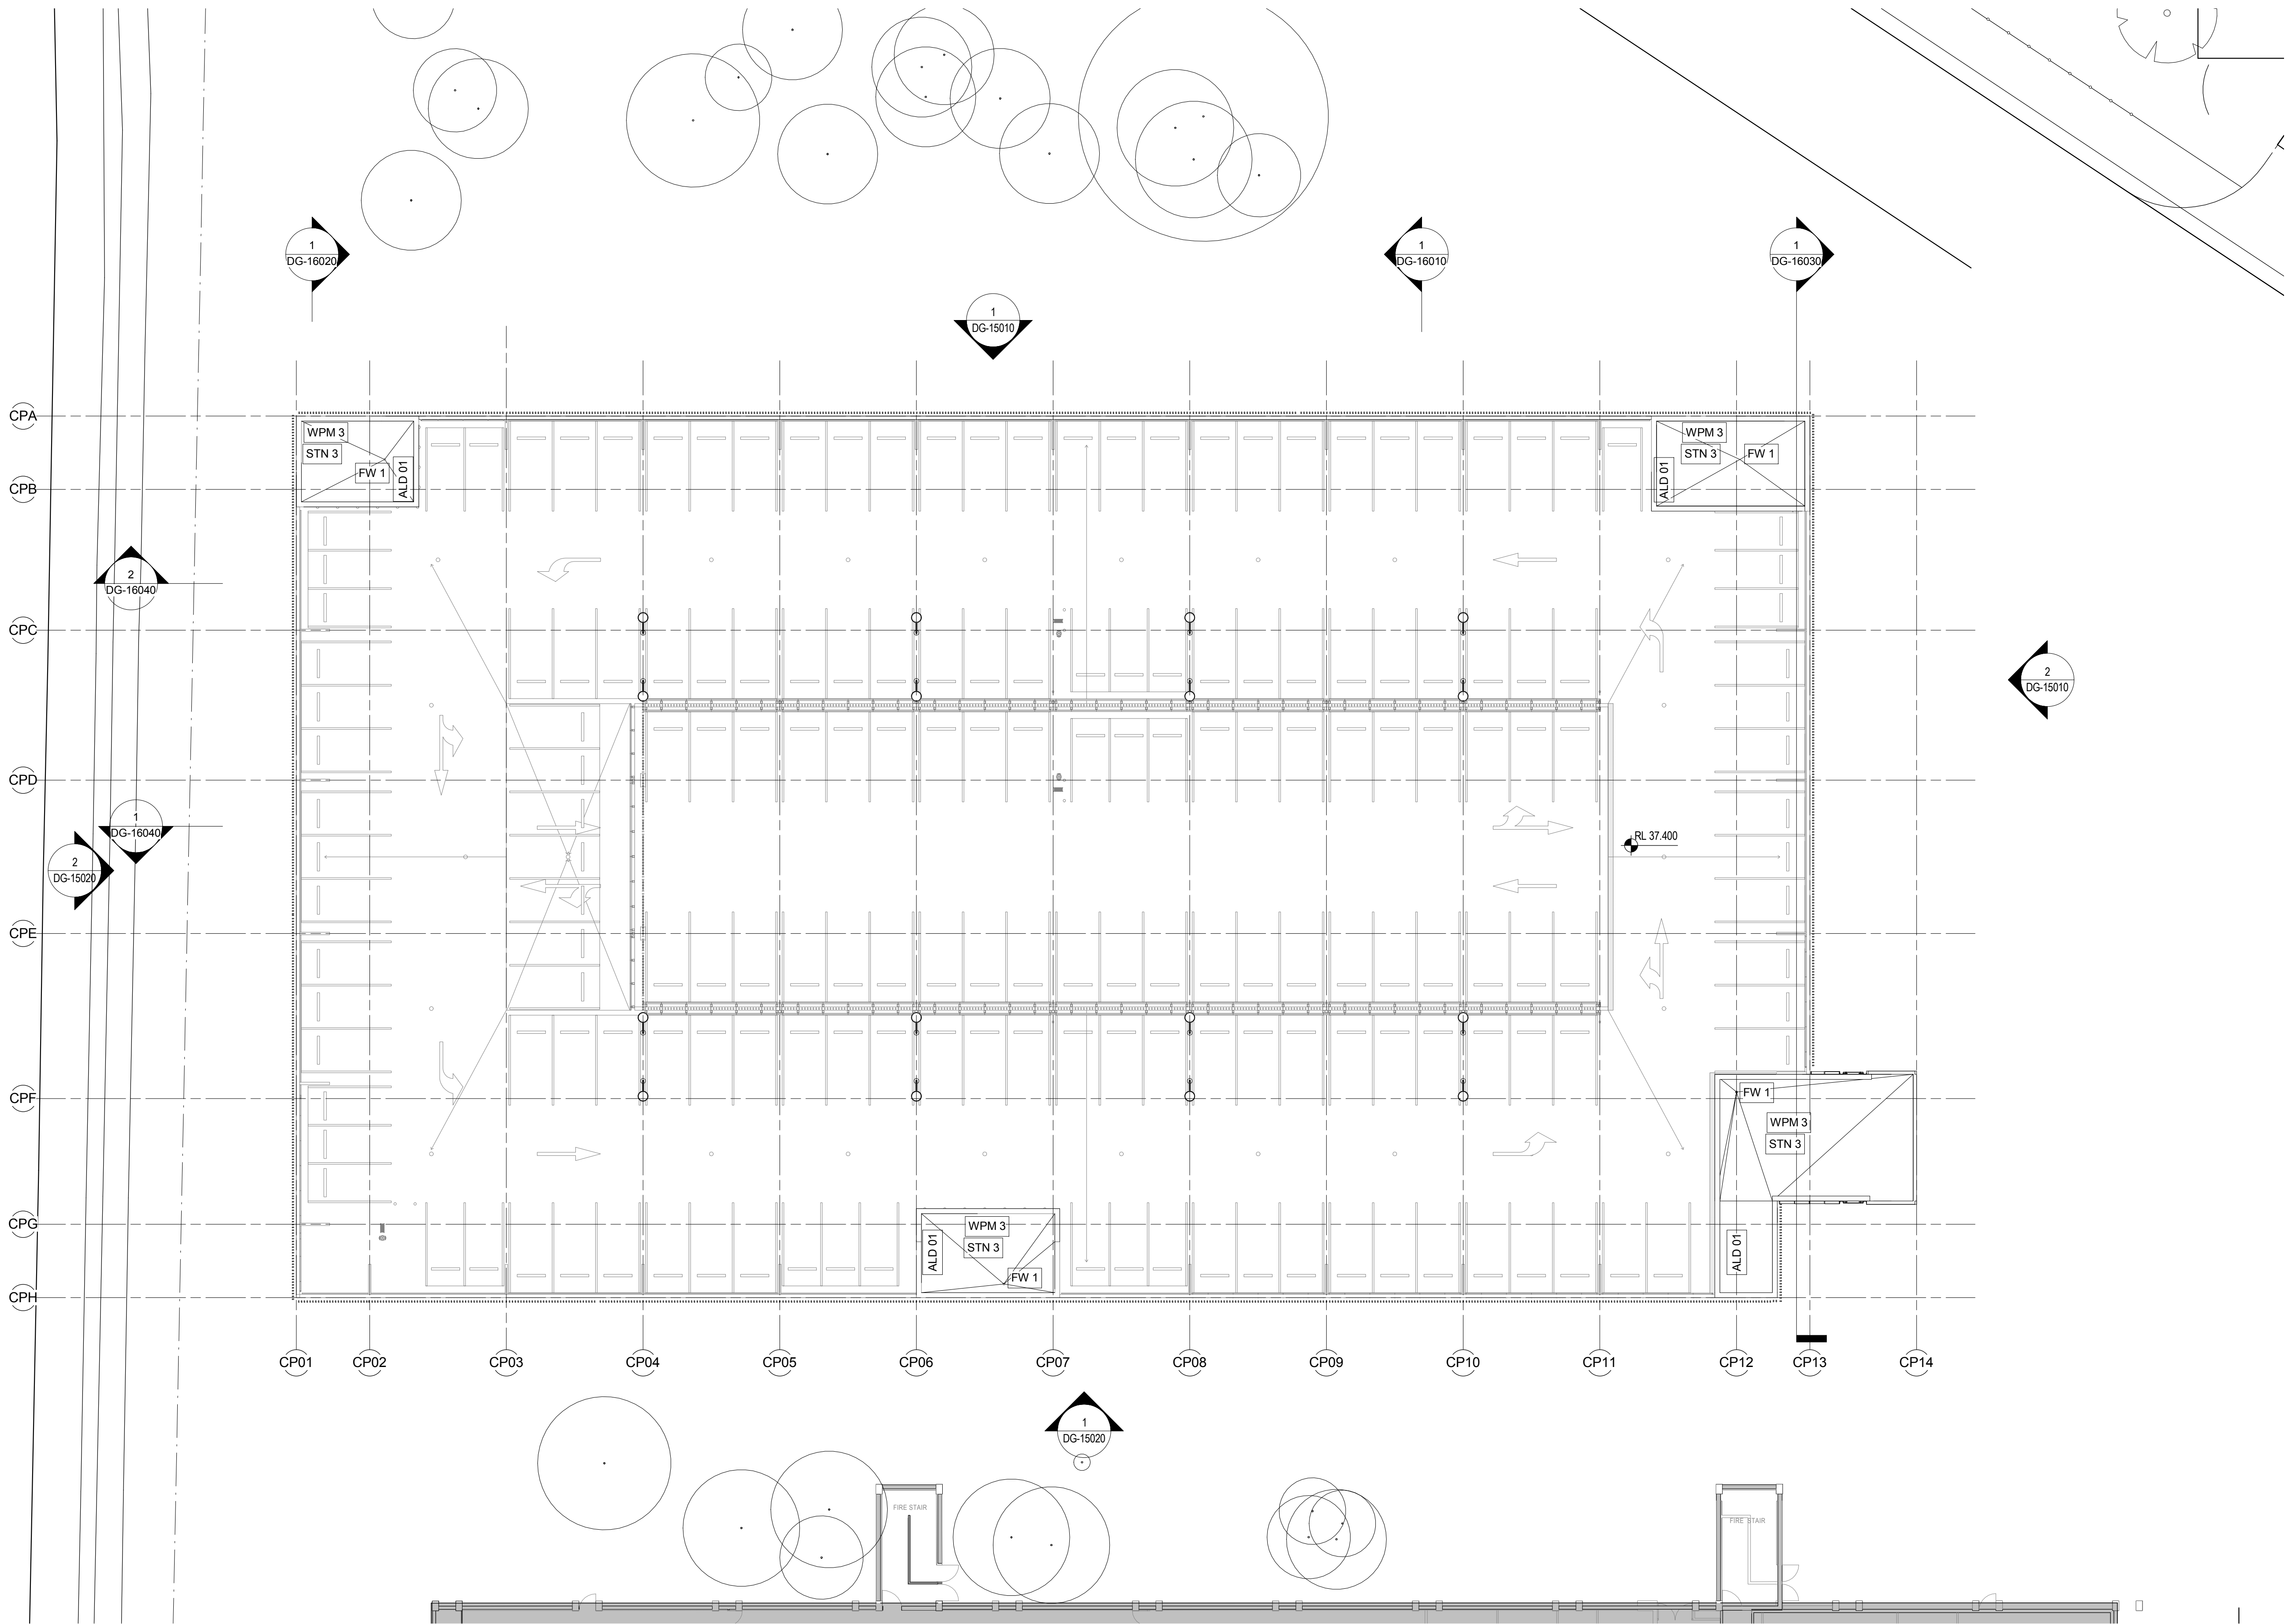 1
DG-16020
1
DG-16010
1
DG-16030
1
DG-15010
CPA
WPM 3
STN 3
FW 1
ALD 01
WPM 3
STN 3
FW 1
ALD 01
CPB
2
DG-16040
CPC
2
DG-15010
CPD
1
DG-16040
RL 37.400
2
DG-15020
CPE
CPF
FW 1
WPM 3
STN 3
CPG
WPM 3
STN 3
ALD 01
FW 1
ALD 01
CPH
CP01
CP02
CP03
CP04
CP05
CP06
CP07
CP08
CP09
CP10
CP11
CP12
CP13
CP14
1
DG-15020
FIRE STAIR
FIRE STAIR